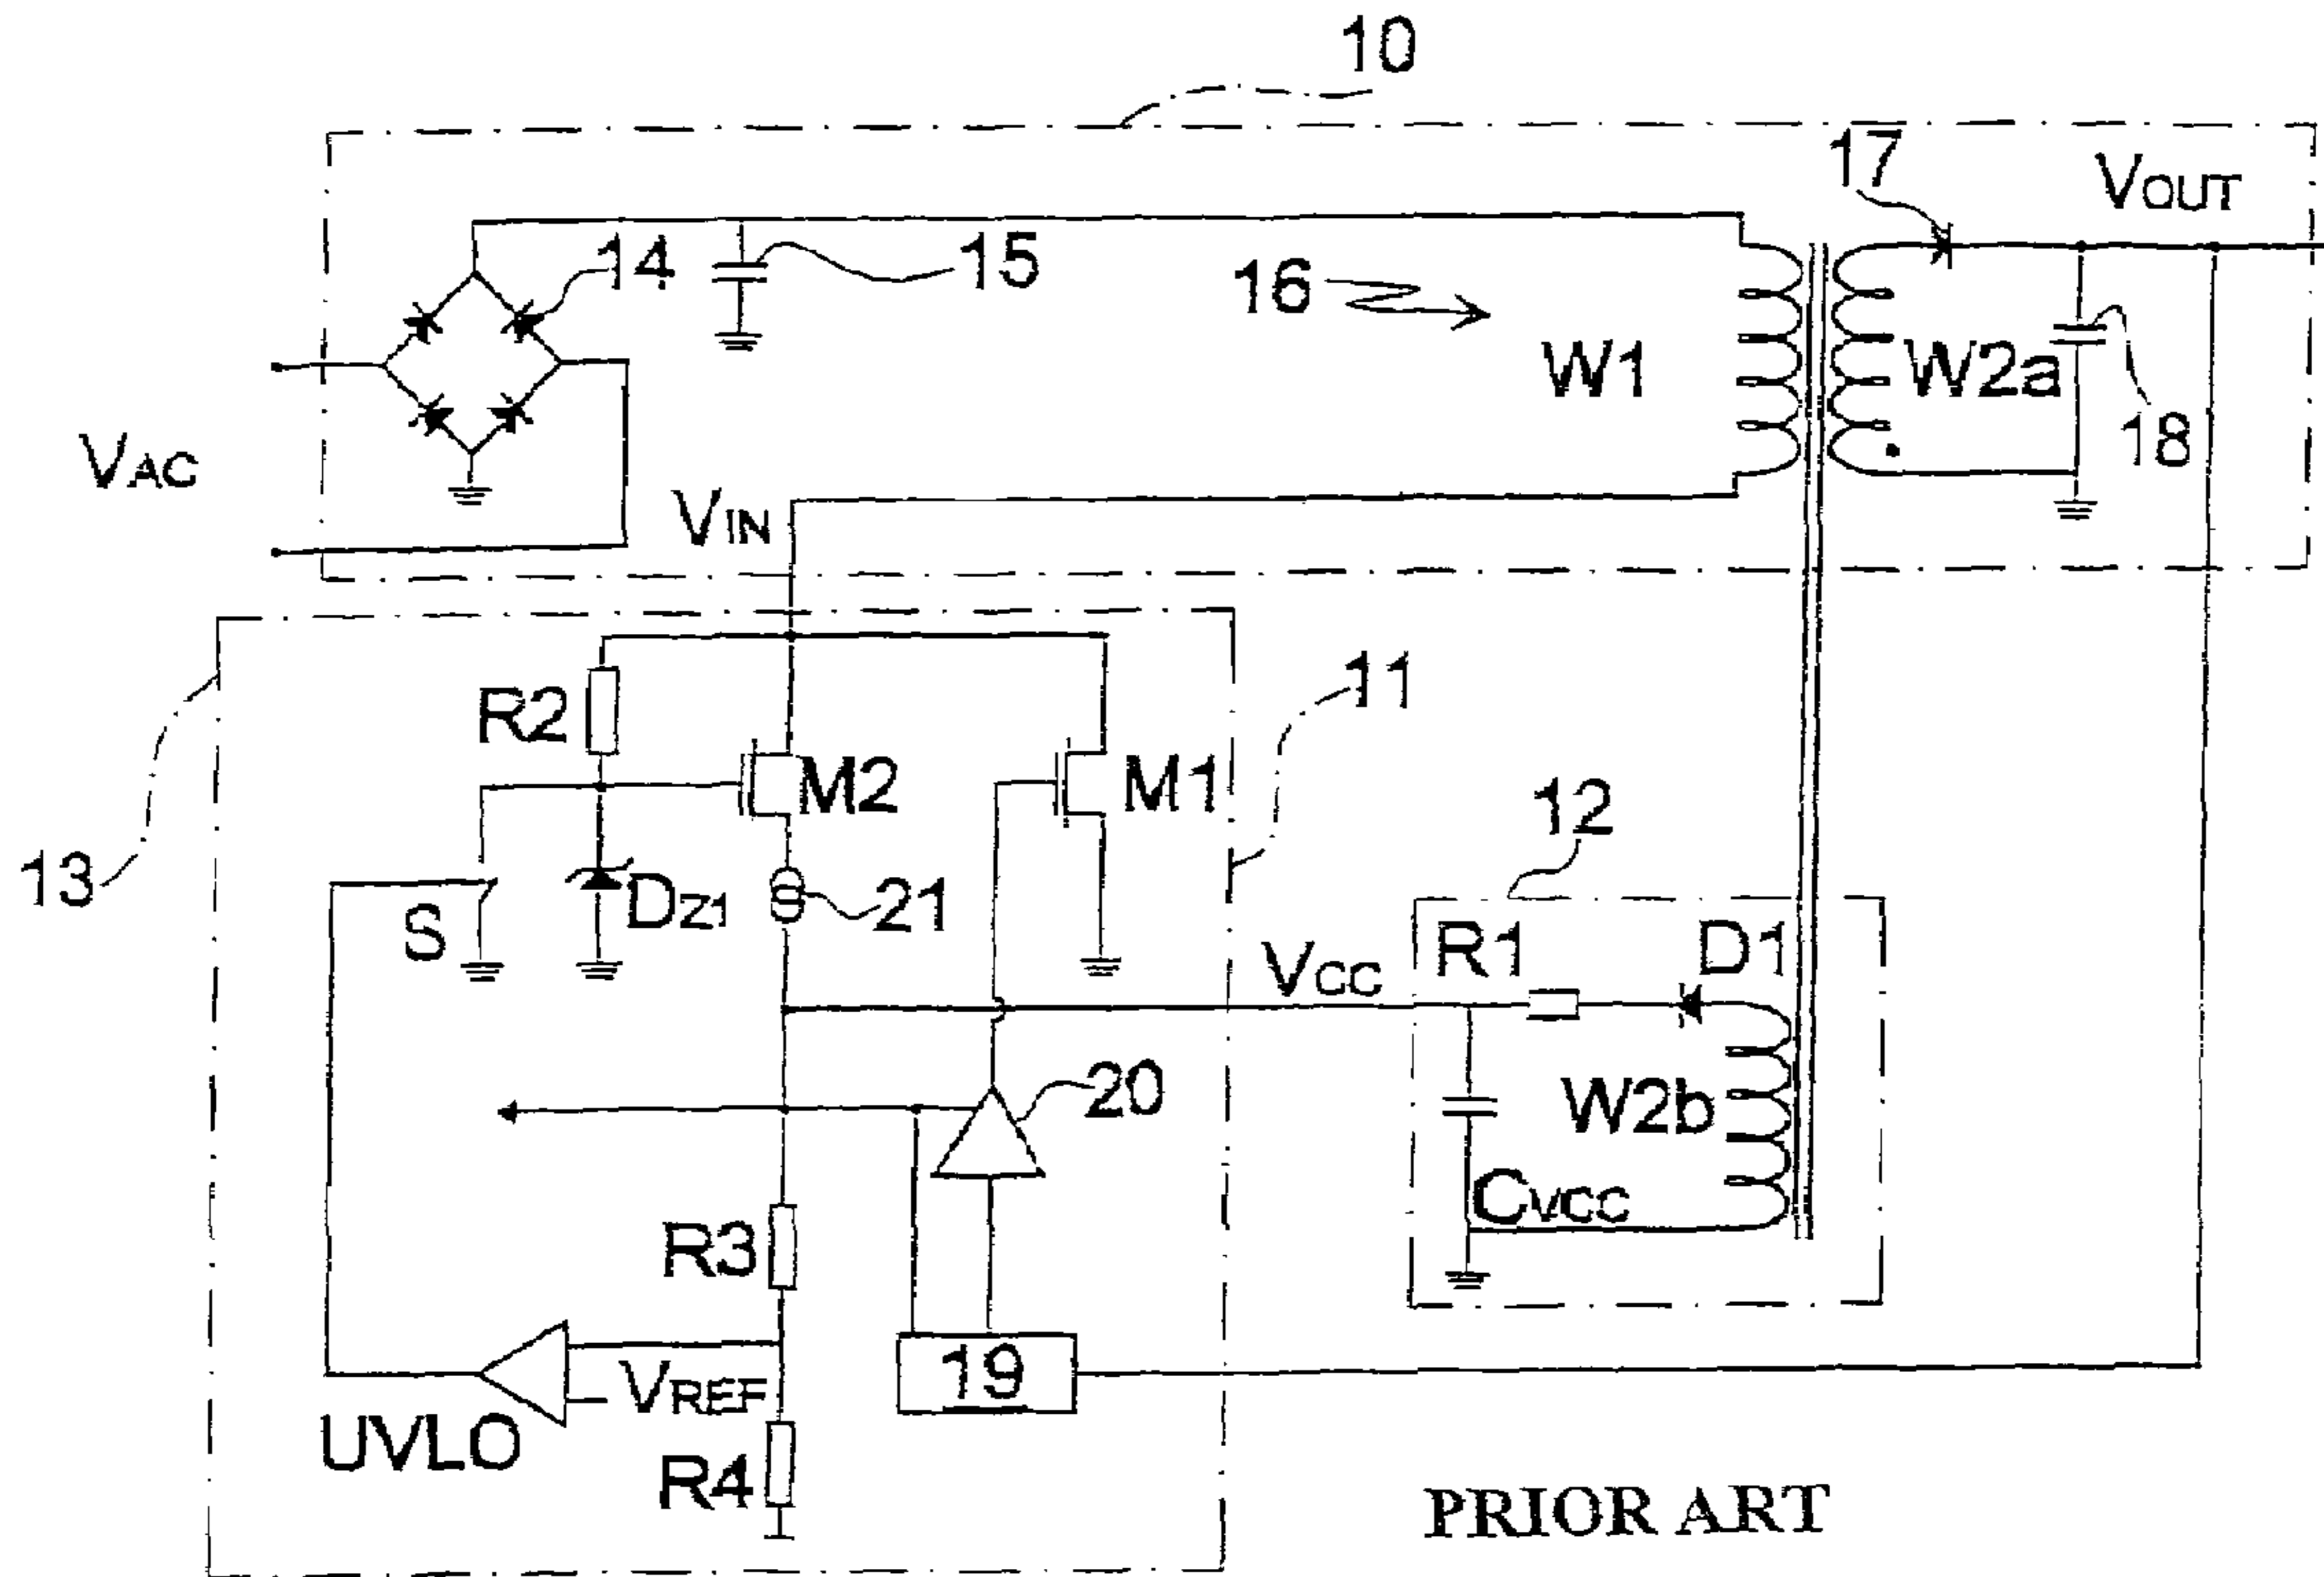 10
17
VOUT
14
15
16
W1
W2a
18
VAC
VIN
13
R2
M2
M1
11
12
S
DZ1
21
VCC
R1
D1
20
W2b
CVCC
R3
19
VREF
UVLO
R4
PRIOR ART